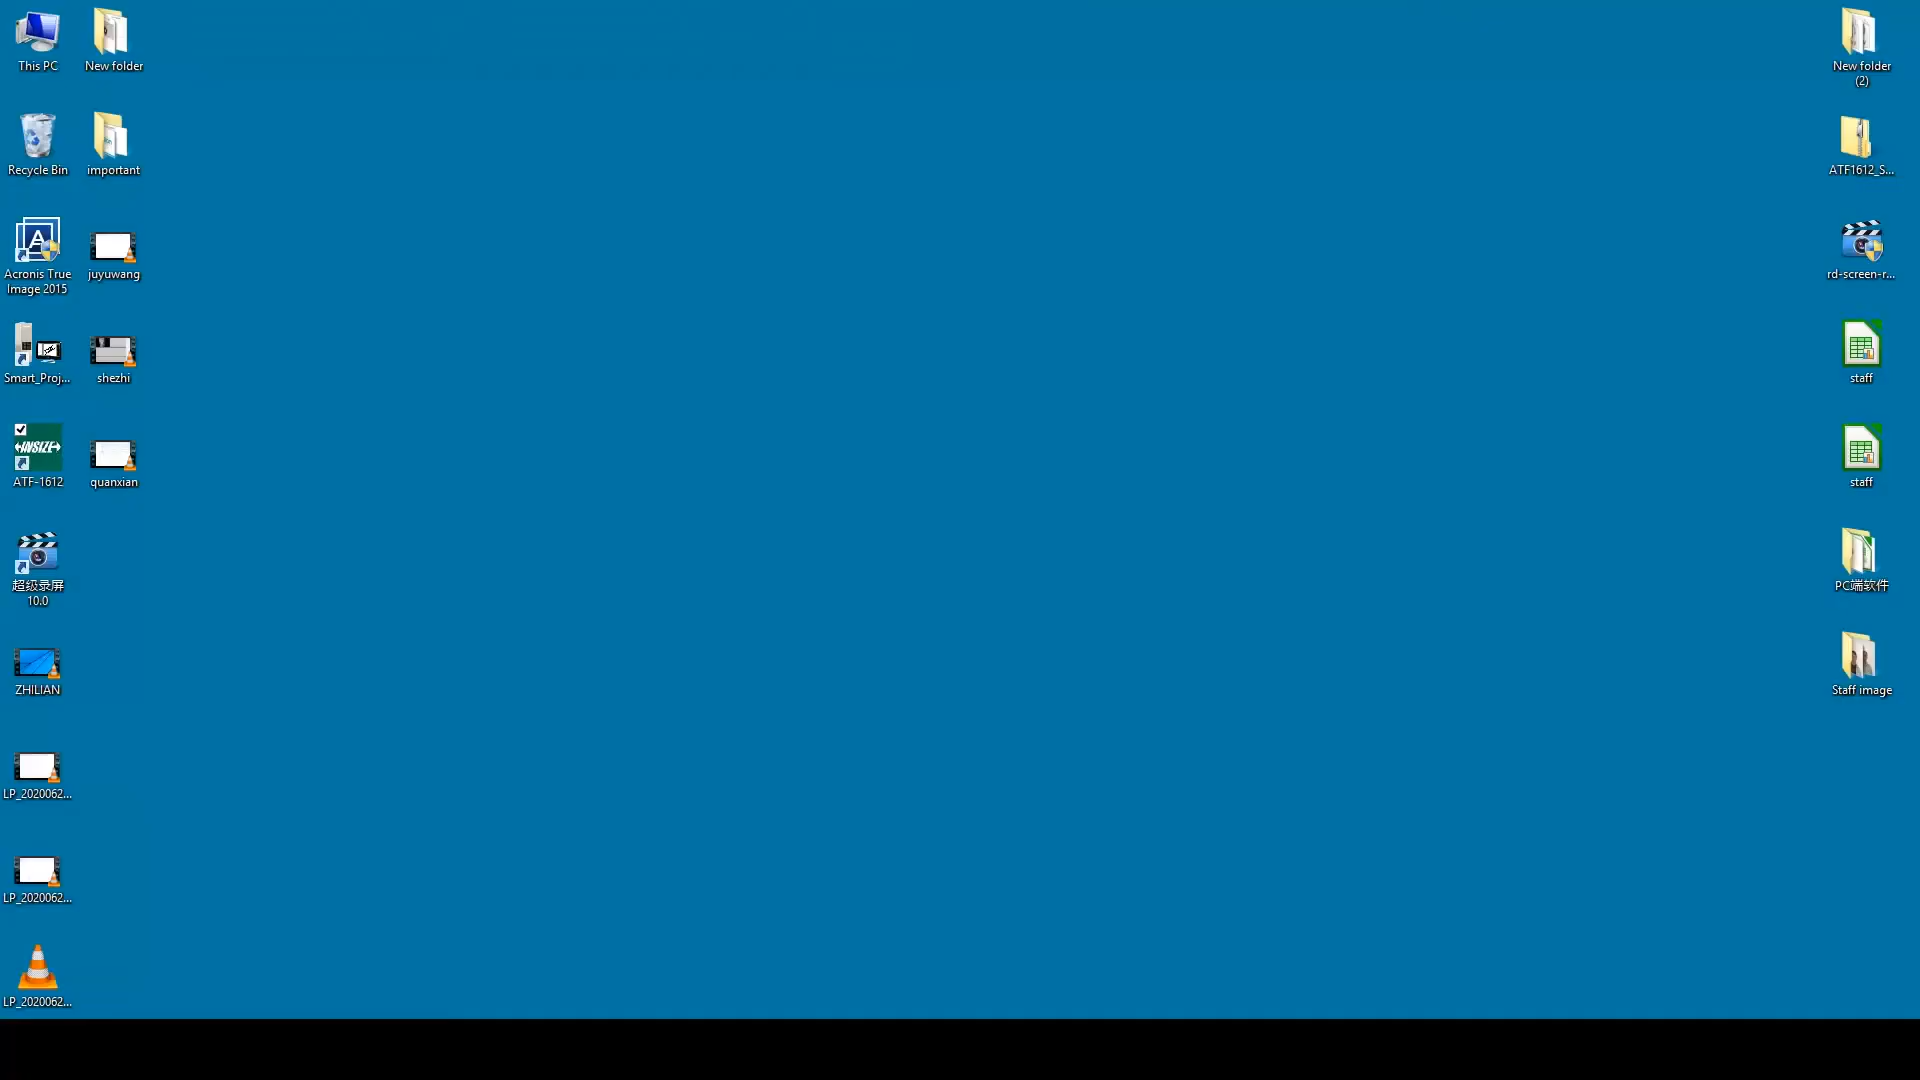 This PC
New folder
Recycle Bin
important
Acronis True
Image 2015
juyuwang
Smart_Proj...
shezhi
INSIZE
ATF-1612
quanxian
超级录屏
10.0
ZHILIAN
LP_2020062...
LP_2020062...
LP_2020062...
New folder
(2)
ATF1612_S...
rd-screen-r...
staff
staff
PC端软件
Staff image